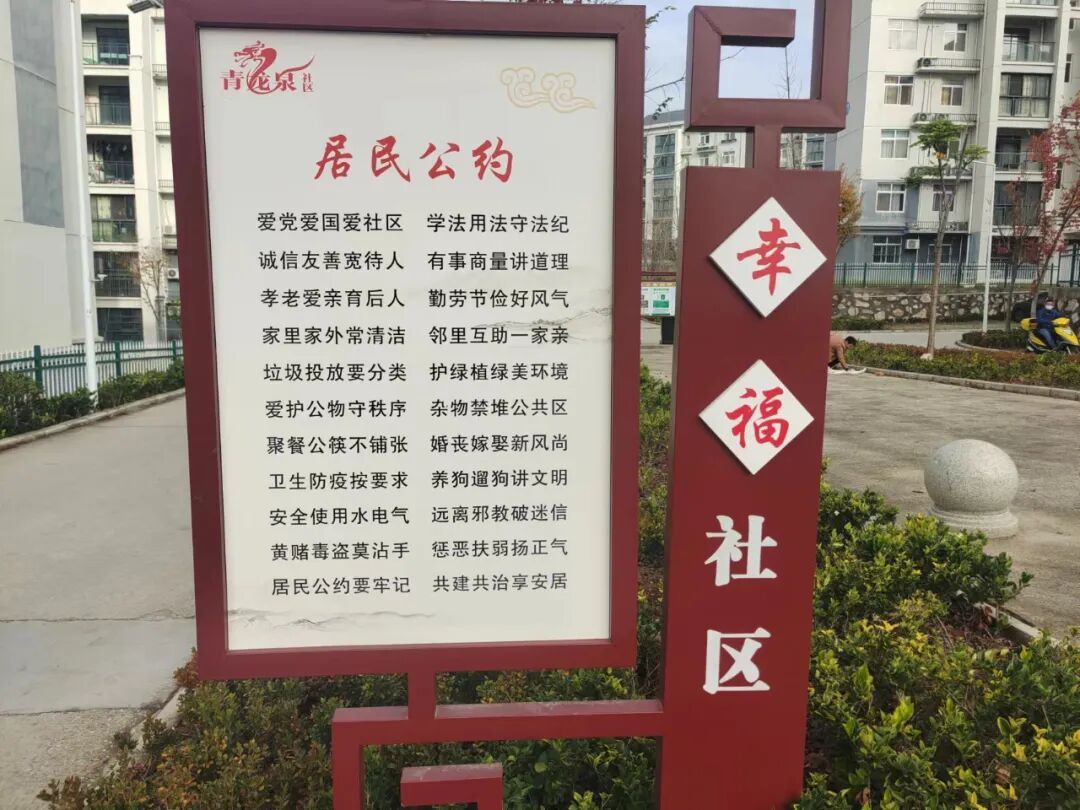 青龙泉社区
居民公约
爱党爱国爱社区 学法用法守法纪
诚信友善宽待人 有事商量讲道理
孝老爱亲育后人 勤劳节俭好风气
家里家外常清洁 邻里互助一家亲
垃圾投放要分类 护绿植绿美环境
爱护公物守秩序 杂物禁堆公共区
聚餐公筷不铺张 婚丧嫁娶新风尚
卫生防疫按要求 养狗遛狗讲文明
安全使用水电气 远离邪教破迷信
黄赌毒盗莫沾手 惩恶扶弱扬正气
居民公约要牢记 共建共治享安居
幸福社区